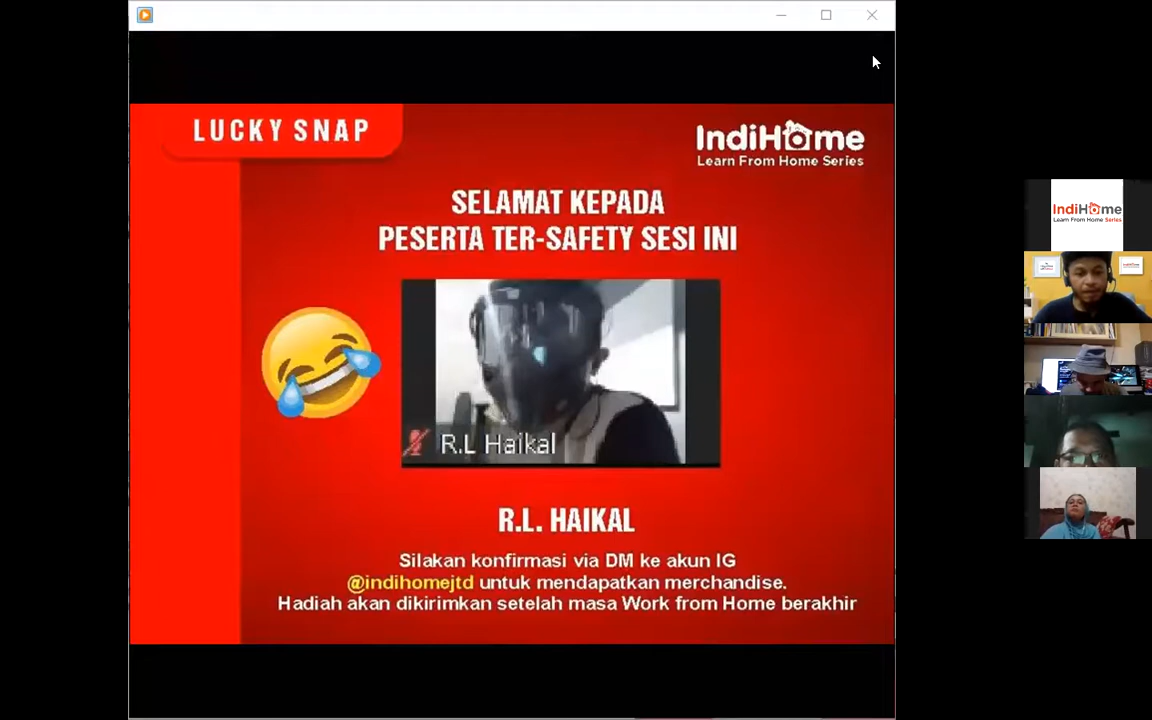 LUCKY SNAP
IndiHome
Learn From Home Series
SELAMAT KEPADA
PESERTA TER-SAFETY SESI INI
R.L Haikal
R.L. HAIKAL
Silakan konfirmasi via DM ke akun IG
@indihomejtd untuk mendapatkan merchandise.
Hadiah akan dikirimkan setelah masa Work from Home berakhir
IndiHome
Learn From Home Series